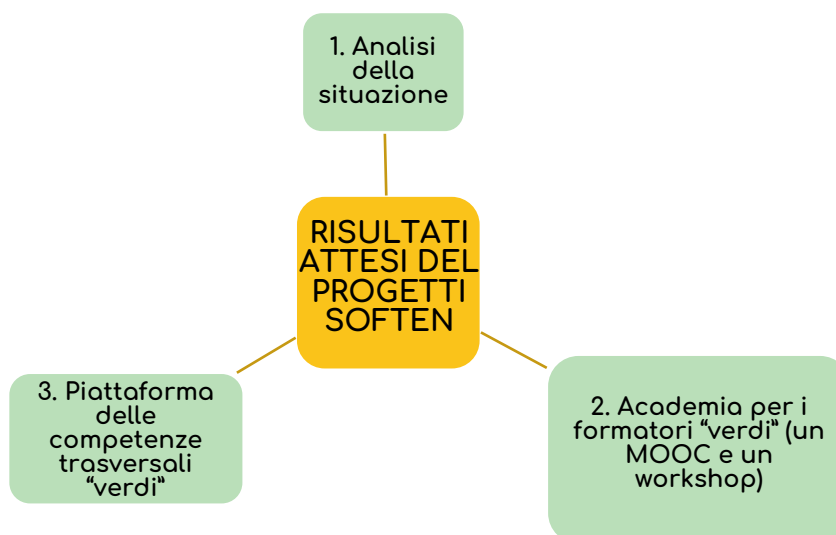 1. Analisi
della
situazione
RISULTATI
ATTESI DEL
PROGETTI
SOFTEN
3. Piattaforma
delle
competenze
trasversali
“verdi”
2. Academia per i
formatori “verdi” (un
MOOC e un
workshop)